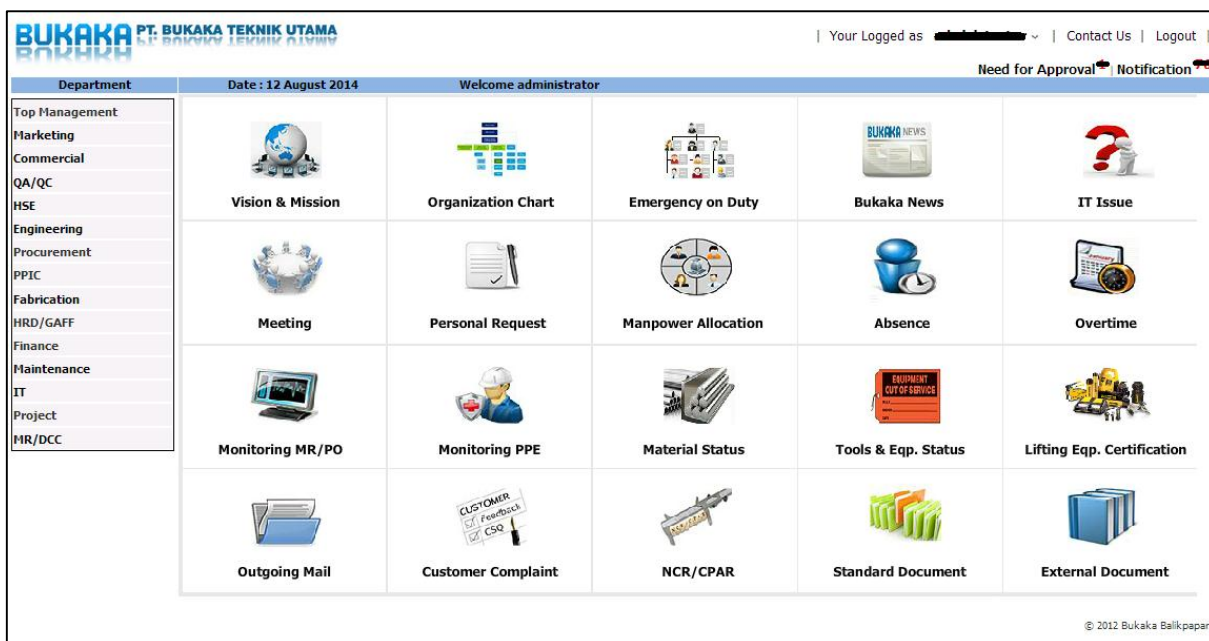 BUKAKA PT. BUKAKA TEKNIK UTAMA
| Your Logged as | Contact Us | Logout |
Need for Approval | Notification
Department Date : 12 August 2014 Welcome administrator
Top Management
Marketing
Commercial
QA/QC
HSE
Engineering
Procurement
PPIC
Fabrication
HRD/GAFF
Finance
Maintenance
IT
Project
MR/DCC
BUKAKA NEWS
Vision & Mission Organization Chart Emergency on Duty Bukaka News IT Issue
January
Meeting Personal Request Manpower Allocation Absence Overtime
EQUIPMENT
OUT OF SERVICE
Monitoring MR/PO Monitoring PPE Material Status Tools & Eqp. Status Lifting Eqp. Certification
CUSTOMER
Feedback
CSQ
Outgoing Mail Customer Complaint NCR/CPAR Standard Document External Document
© 2012 Bukaka Balikpapan